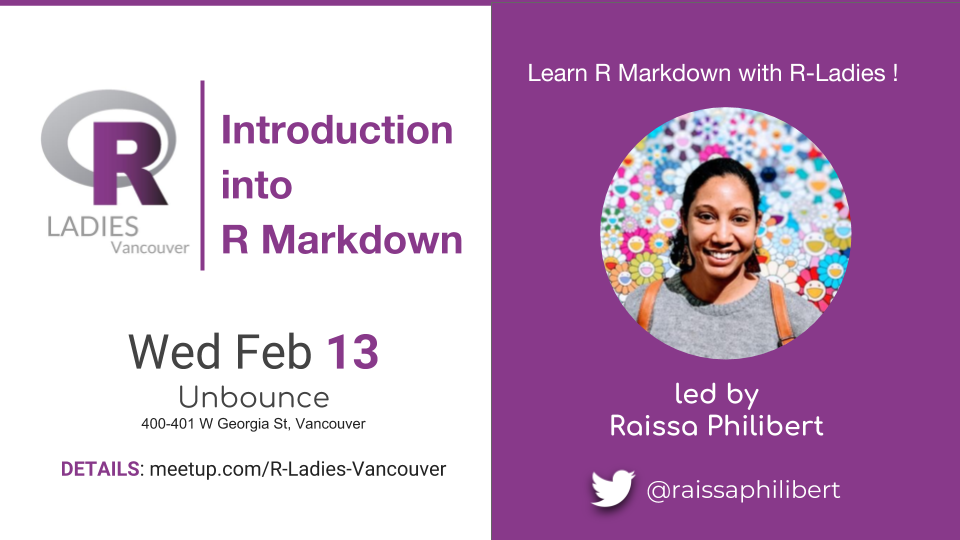 R
LADIES
Vancouver
Introduction
into
R Markdown
Wed Feb 13
Unbounce
400-401 W Georgia St, Vancouver
DETAILS: meetup.com/R-Ladies-Vancouver
Learn R Markdown with R-Ladies !
led by
Raissa Philibert
@raissaphilibert